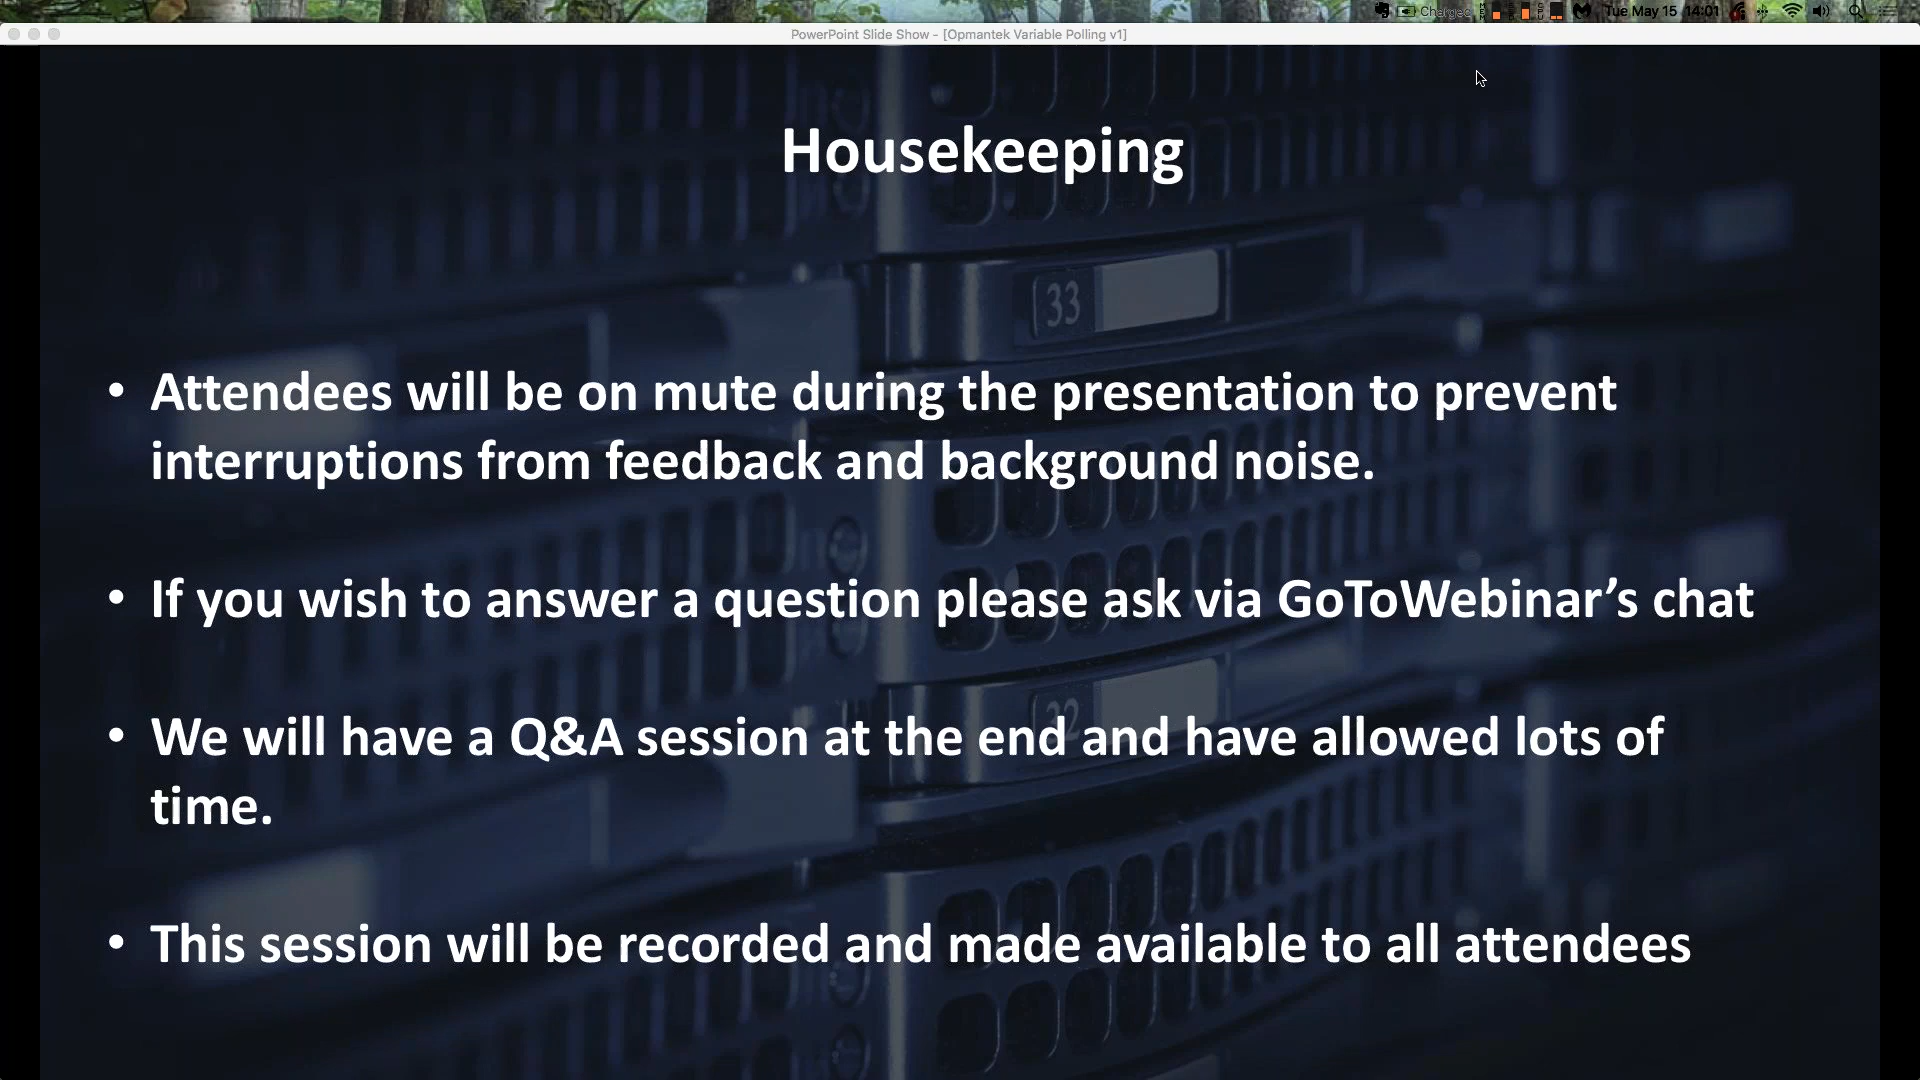 Charged Tue May 15 14:01
PowerPoint Slide Show - [Opmantek Variable Polling v1]
Housekeeping
33
• Attendees will be on mute during the presentation to prevent
interruptions from feedback and background noise.
• If you wish to answer a question please ask via GoToWebinar’s chat
32
• We will have a Q&A session at the end and have allowed lots of
time.
• This session will be recorded and made available to all attendees